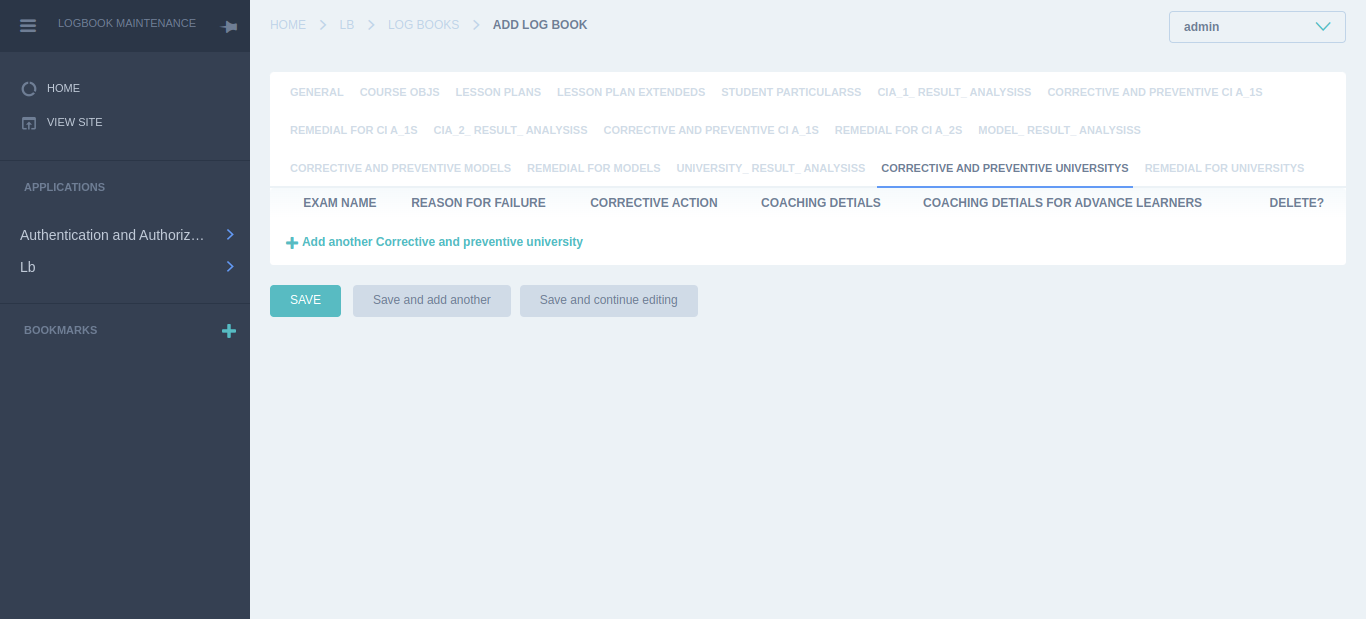 LOGBOOK MAINTENANCE
HOME
VIEW SITE
APPLICATIONS
Authentication and Authoriz...
Lb
BOOKMARKS
HOME LB LOG BOOKS ADD LOG BOOK
admin
GENERAL COURSE OBJS LESSON PLANS LESSON PLAN EXTENDEDS STUDENT PARTICULARSS CIA_1_ RESULT_ ANALYSISS CORRECTIVE AND PREVENTIVE CI A_1S
REMEDIAL FOR CI A_1S CIA_2_ RESULT_ ANALYSISS CORRECTIVE AND PREVENTIVE CI A_1S REMEDIAL FOR CI A_2S MODEL_ RESULT_ ANALYSISS
CORRECTIVE AND PREVENTIVE MODELS REMEDIAL FOR MODELS UNIVERSITY_ RESULT_ ANALYSISS CORRECTIVE AND PREVENTIVE UNIVERSITYS REMEDIAL FOR UNIVERSITYS
EXAM NAME REASON FOR FAILURE CORRECTIVE ACTION COACHING DETIALS COACHING DETIALS FOR ADVANCE LEARNERS DELETE?
Add another Corrective and preventive university
SAVE Save and add another Save and continue editing